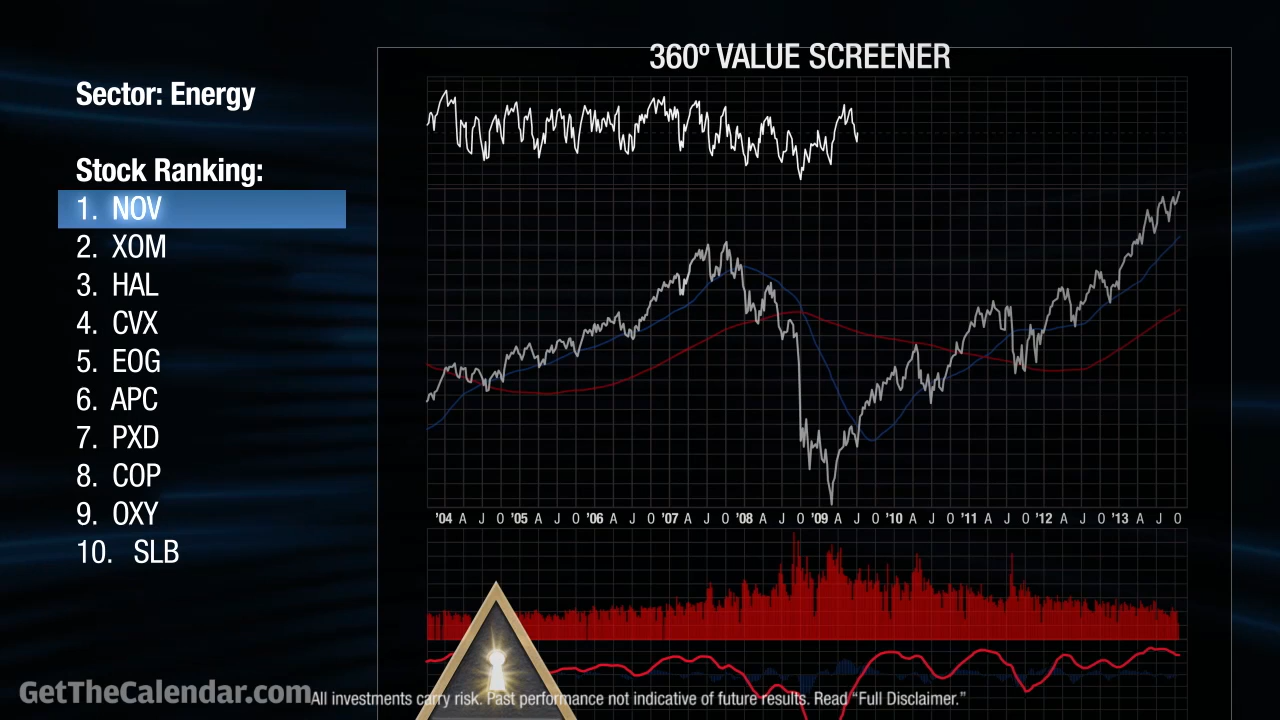 360º VALUE SCREENER
Sector: Energy
Stock Ranking:
1. NOV
2. XOM
3. HAL
4. CVX
5. EOG
6. APC
7. PXD
8. COP
9. OXY
10. SLB
'04 A J O '05 A J O '06 A J O '07 A J O '08 A J O '09 A J O '10 A J O '11 A J O '12 A J O '13 A J O
GetTheCalendar.com
All investments carry risk. Past performance not indicative of future results. Read “Full Disclaimer.”